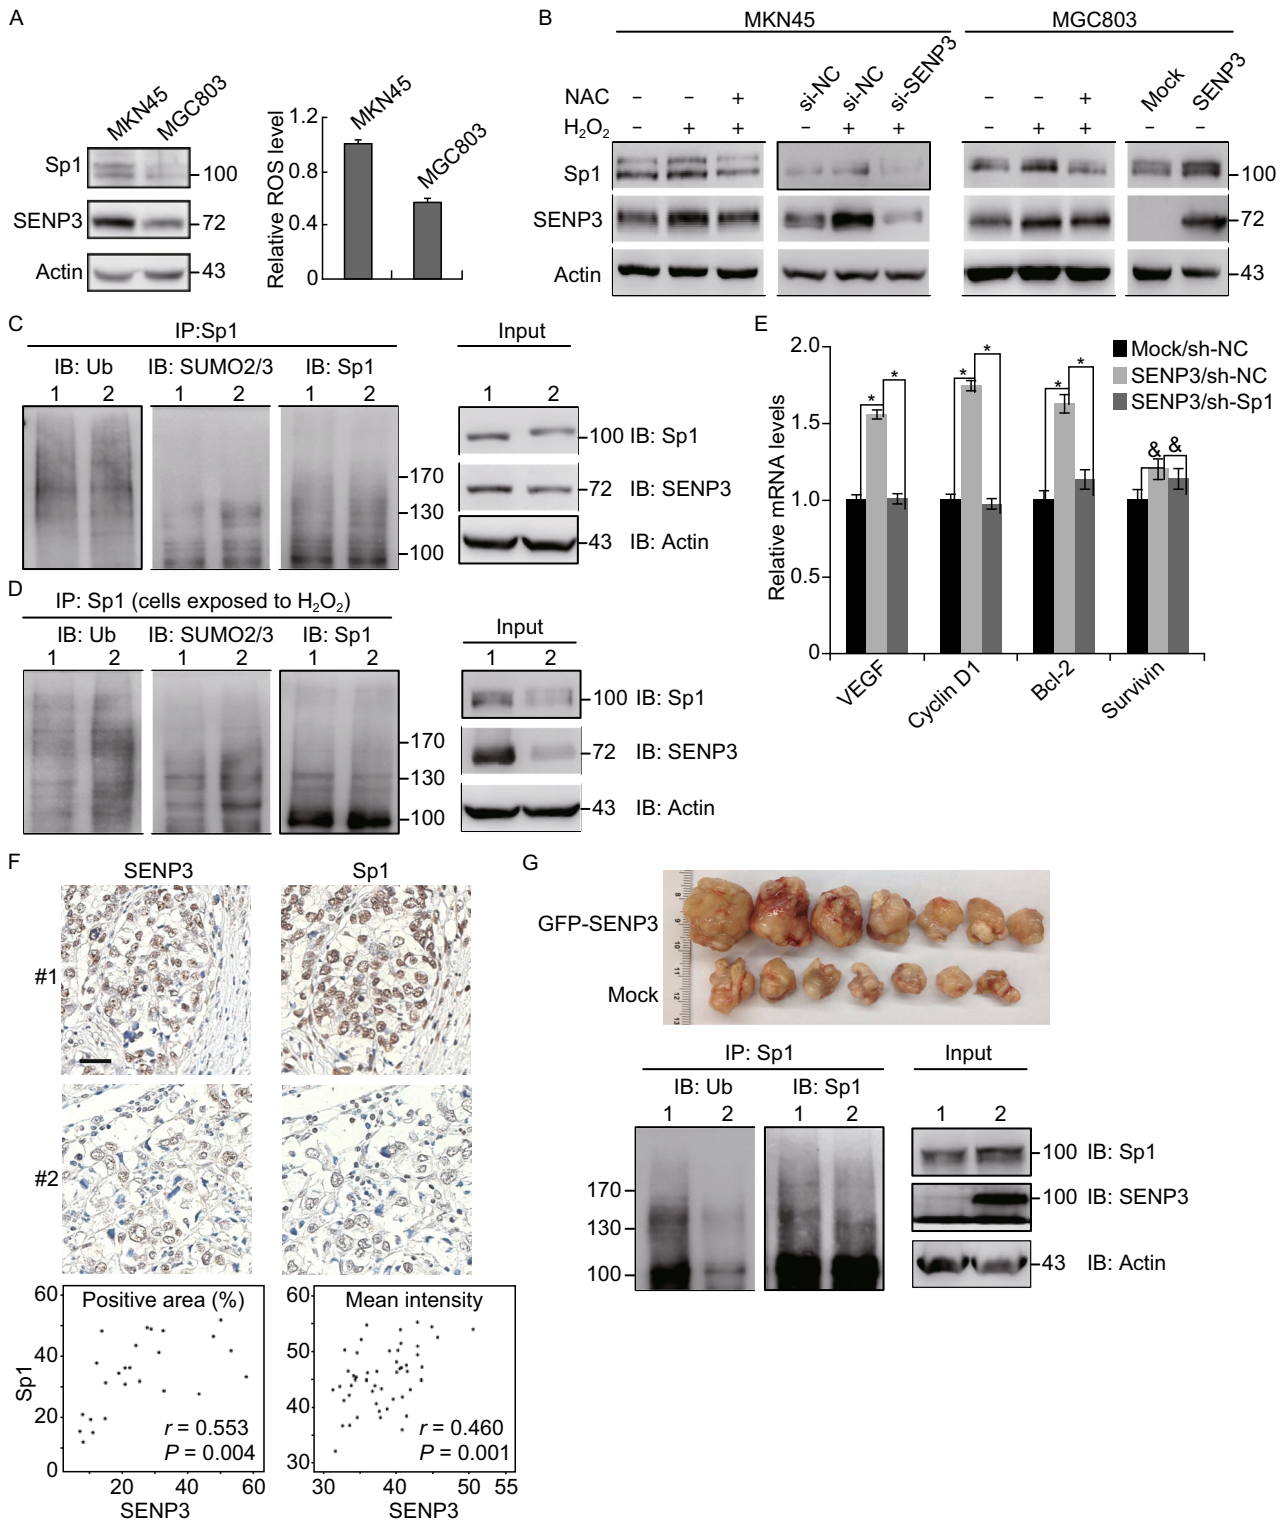 A
MKN45
MGC803
Sp1
100
SENP3
72
Actin
43
Relative ROS level
1.2
0.8
0.4
0
MKN45
MGC803
B
MKN45
MGC803
NAC
− − +
H2O2
− + +
si-NC
si-NC
si-SENP3
− + +
− − +
− + +
Mock
SENP3
−
Sp1
100
SENP3
72
Actin
43
C
IP:Sp1
Input
IB: Ub
IB: SUMO2/3
IB: Sp1
1 2 1 2 1 2 1 2
170
130
100
100 IB: Sp1
72 IB: SENP3
43 IB: Actin
D
IP: Sp1 (cells exposed to H2O2)
Input
IB: Ub
IB: SUMO2/3
IB: Sp1
1 2 1 2 1 2 1 2
170
130
100
100 IB: Sp1
72 IB: SENP3
43 IB: Actin
E
Relative mRNA levels
2.0
1.5
1.0
0.5
0
Mock/sh-NC
SENP3/sh-NC
SENP3/sh-Sp1
* * * * * * & &
VEGF
Cyclin D1
Bcl-2
Survivin
F
SENP3
Sp1
#1
#2
Positive area (%)
Sp1
60
40
20
0
r = 0.553
P = 0.004
20 40 60
SENP3
Mean intensity
60
50
40
30
r = 0.460
P = 0.001
30 40 50 55
SENP3
G
GFP-SENP3
Mock
8
9
10
11
12
13
IP: Sp1
Input
IB: Ub
IB: Sp1
1 2 1 2 1 2
170
130
100
100 IB: Sp1
100 IB: SENP3
43 IB: Actin